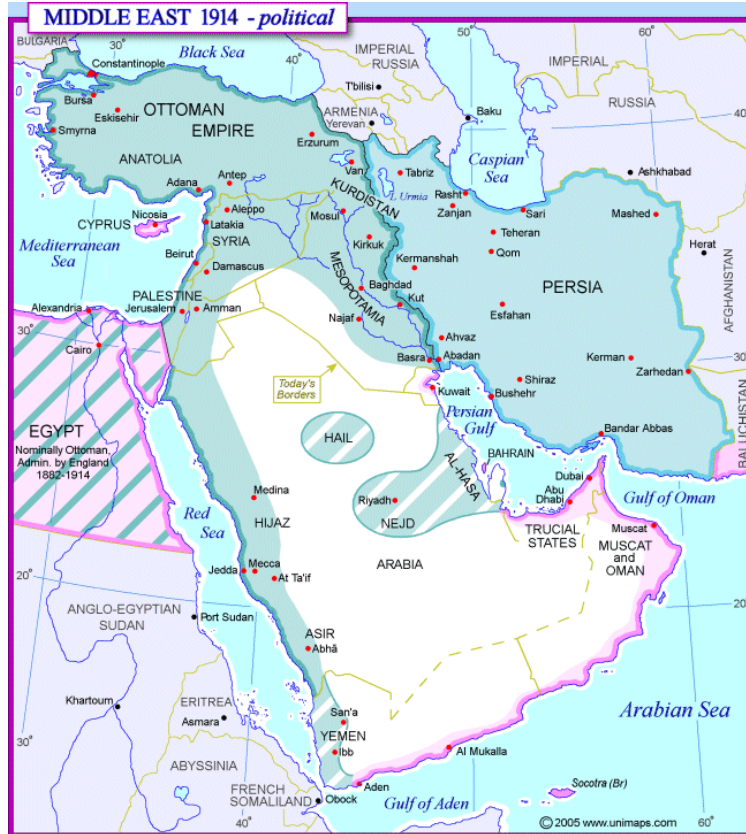 MIDDLE EAST 1914 - political
BULGARIA
30°
Black Sea
40°
IMPERIAL
RUSSIA
50°
IMPERIAL
RUSSIA
60°
Constantinople
T'bilisi
Bursa
OTTOMAN
EMPIRE
Eskisehir
ARMENIA
Yerevan
Baku
40°
40°
Smyrna
Erzurum
ANATOLIA
Caspian
Sea
Van
Tabriz
Ashkhabad
Antep
Adana
KURDISTAN
L Urmia
Rasht
Zanjan
Sari
Mashed
Nicosia
CYPRUS
Aleppo
Mosul
Latakia
SYRIA
Teheran
Mediterranean
Sea
Kirkuk
Qom
Herat
Beirut
Damascus
MESOPOTAMIA
Kermanshah
AFGHANISTAN
Baghdad
PERSIA
PALESTINE
Alexandria
Jerusalem
Amman
Kut
Esfahan
30°
Najaf
Ahvaz
Cairo
Basra
Abadan
Kerman
30°
Zarhedan
Today's
Borders
Kuwait
Shiraz
Bushehr
Persian
Gulf
BALUCHISTAN
EGYPT
Nominally Ottoman,
Admin. by England
1882-1914
HAIL
Bandar Abbas
BAHRAIN
AL-HASA
Dubai
Medina
Riyadh
Abu
Dhabi
Gulf of Oman
Red
Sea
HIJAZ
NEJD
TRUCIAL
STATES
Muscat
MUSCAT
and
OMAN
Mecca
Jedda
At Ta'if
ARABIA
20°
20°
ANGLO-EGYPTIAN
SUDAN
Port Sudan
ASIR
Abhā
Khartoum
ERITREA
Asmara
San'a
YEMEN
Ibb
Arabian Sea
30°
Al Mukalla
ABYSSINIA
Aden
Socotra (Br)
FRENCH
SOMALILAND
Obock
Gulf of Aden
40°
50°
© 2005 www.unimaps.com
60°